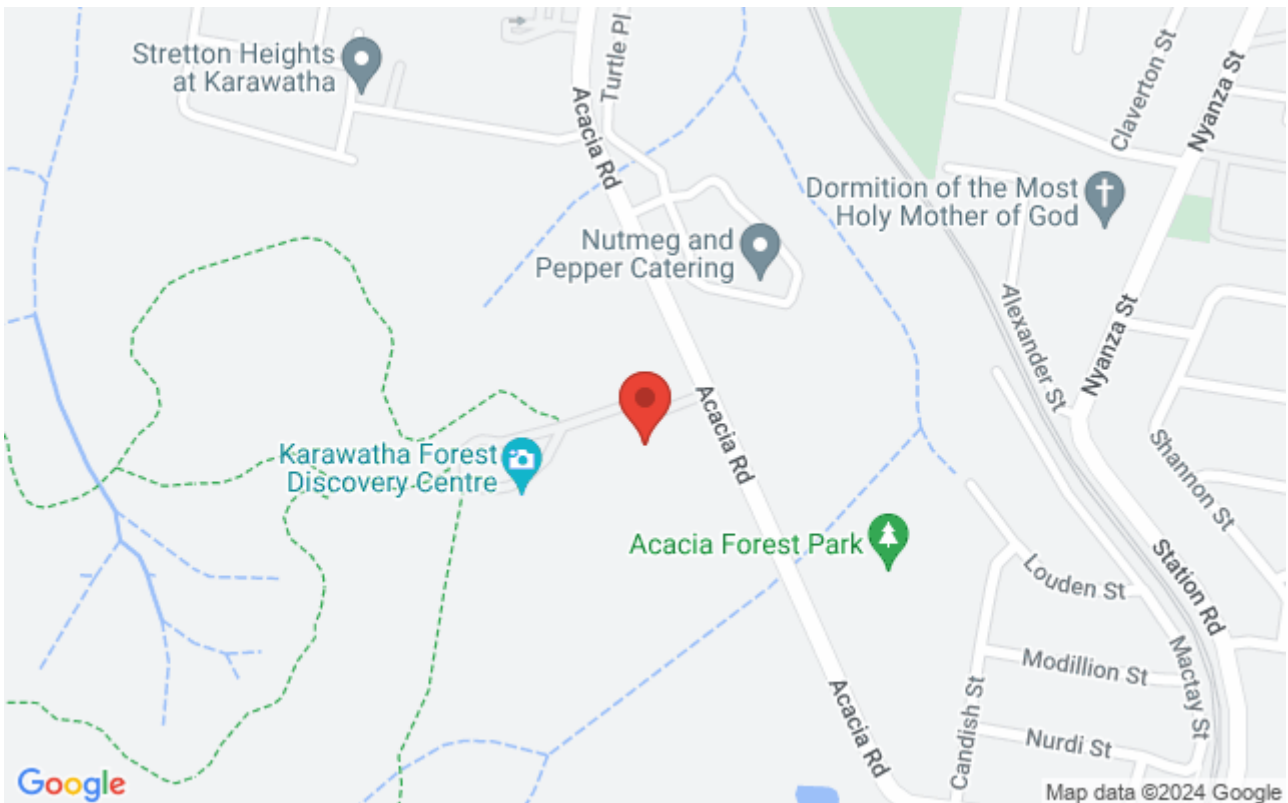 Stretton Heights
at Karawatha
Turtle Pl
Acacia Rd
Claverton St
Nyanza St
Dormition of the Most
Holy Mother of God
Nutmeg and
Pepper Catering
Alexander St
Nyanza St
Acacia Rd
Karawatha Forest
Discovery Centre
Shannon St
Acacia Forest Park
Louden St
Station Rd
Modillion St
Mactay St
Candish St
Acacia Rd
Nurdi St
Google
Map data ©2024 Google